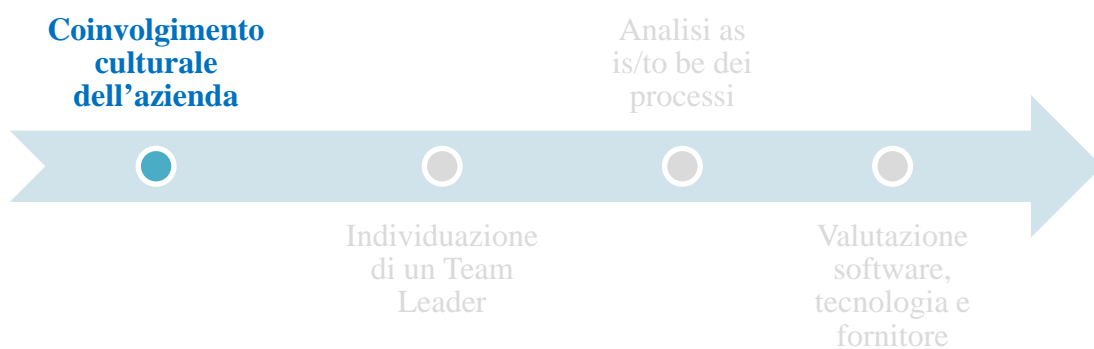 Coinvolgimento
culturale
dell’azienda
Individuazione
di un Team
Leader
Analisi as
is/to be dei
processi
Valutazione
software,
tecnologia e
fornitore